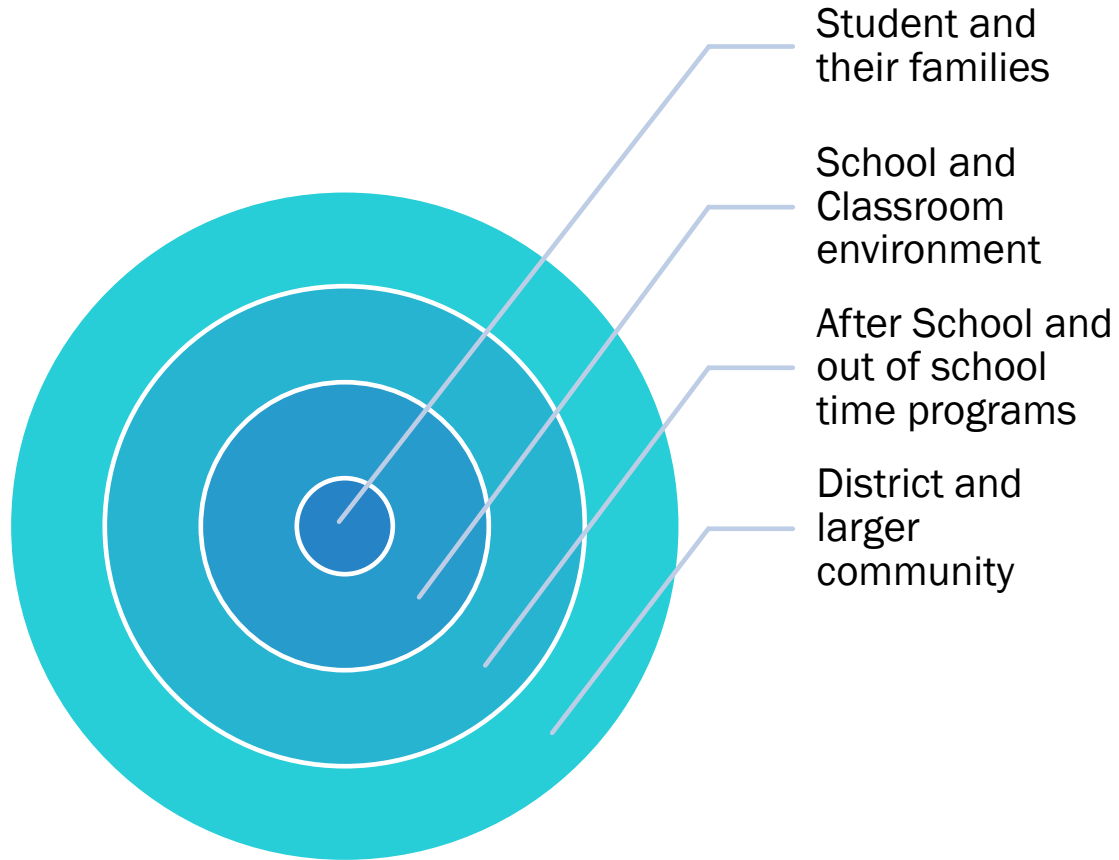 Student and
their families
School and
Classroom
environment
After School and
out of school
time programs
District and
larger
community